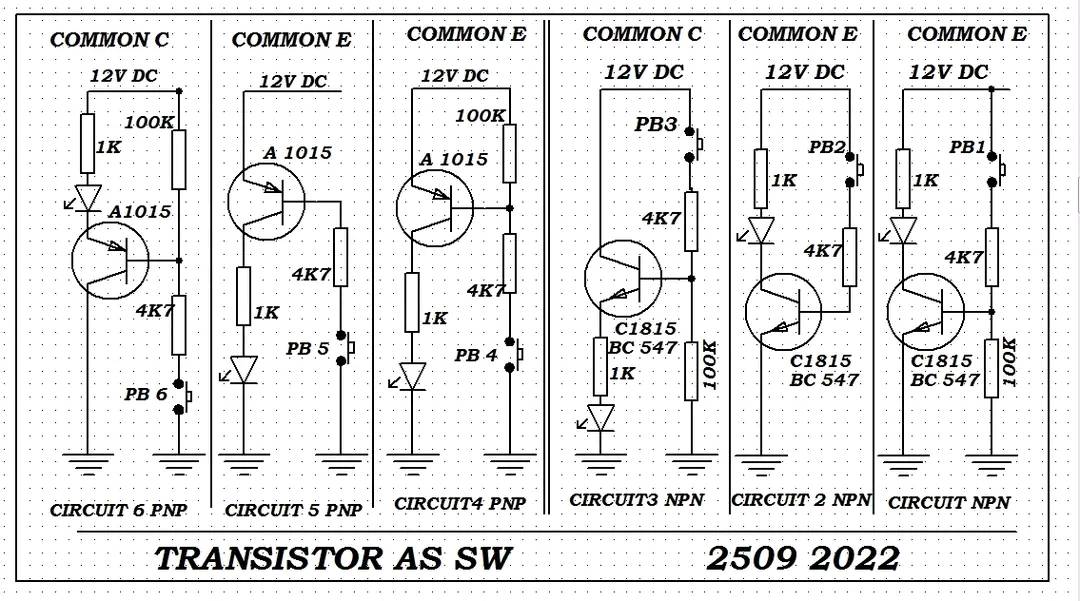 COMMON C
12V DC
100K
1K
A1015
4K7
PB 6
CIRCUIT 6 PNP
COMMON E
12V DC
A 1015
4K7
1K
PB 5
CIRCUIT 5 PNP
COMMON E
12V DC
100K
A 1015
4K7
1K
PB 4
CIRCUIT4 PNP
COMMON C
12V DC
PB3
4K7
C1815
BC 547
1K
100K
CIRCUIT3 NPN
COMMON E
12V DC
PB2
1K
4K7
C1815
BC 547
CIRCUIT 2 NPN
COMMON E
12V DC
PB1
1K
4K7
C1815
BC 547
100K
CIRCUIT NPN
TRANSISTOR AS SW 2509 2022